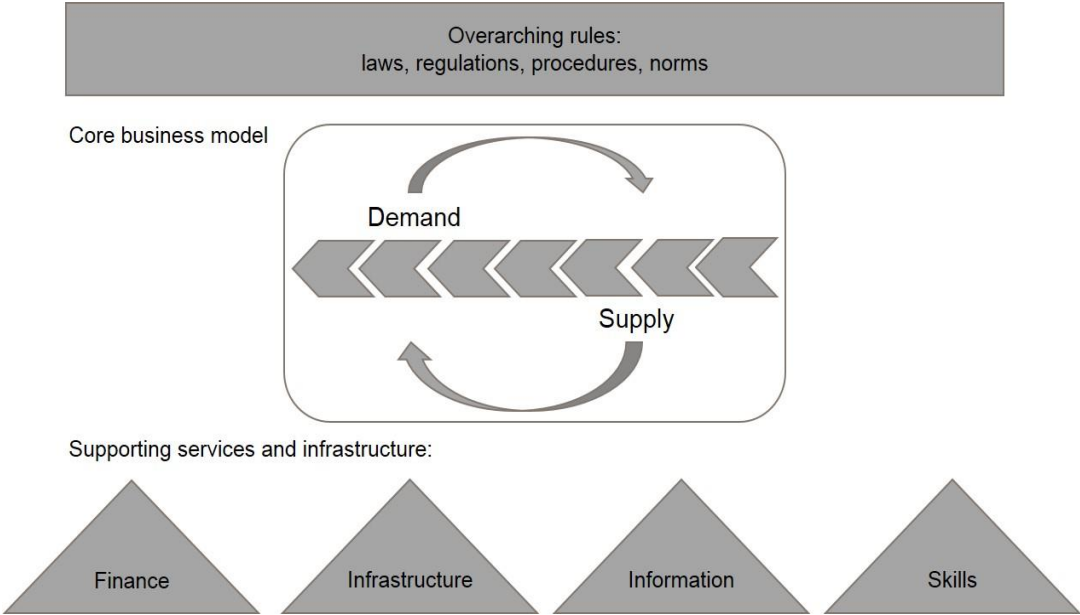 Overarching rules:
laws, regulations, procedures, norms
Core business model
Demand
Supply
Supporting services and infrastructure:
Finance
Infrastructure
Information
Skills